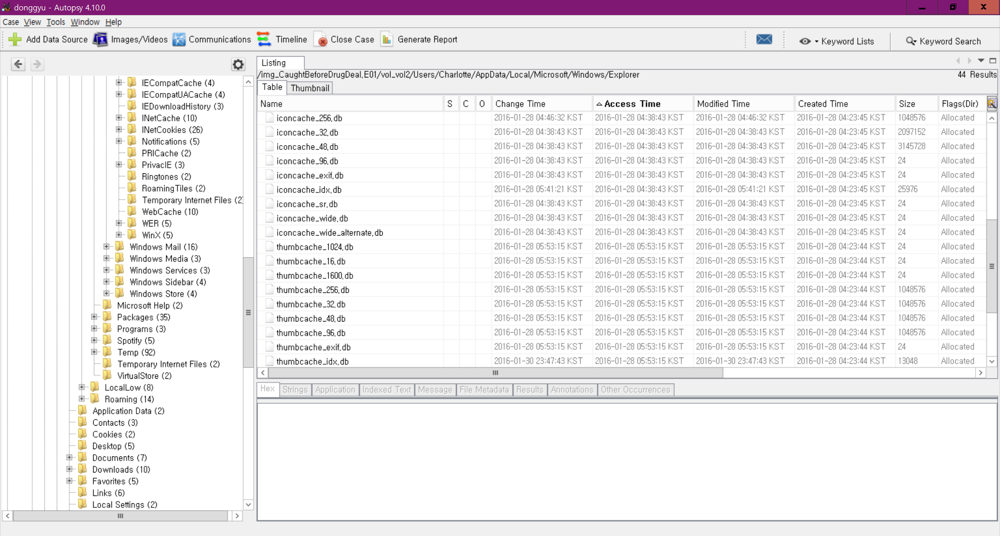 donggyu - Autopsy 4.10.0
Case View Tools Window Help
Add Data Source Images/Videos Communications Timeline Close Case Generate Report Keyword Lists Keyword Search
IECompatCache (4)
IECompatUACache (4)
IEDownloadHistory (3)
INetCache (10)
INetCookies (26)
Notifications (5)
PRICache (2)
PrivacIE (3)
Ringtones (2)
RoamingTiles (2)
Temporary Internet Files (2)
WebCache (10)
WER (5)
WinX (5)
Windows Mail (16)
Windows Media (3)
Windows Services (3)
Windows Sidebar (4)
Windows Store (4)
Microsoft Help (2)
Packages (35)
Programs (3)
Spotify (5)
Temp (92)
Temporary Internet Files (2)
VirtualStore (2)
LocalLow (8)
Roaming (14)
Application Data (2)
Contacts (3)
Cookies (2)
Desktop (5)
Documents (7)
Downloads (10)
Favorites (5)
Links (6)
Local Settings (2)
Listing
/img_CaughtBeforeDrugDeal.E01/vol_vol2/Users/Charlotte/AppData/Local/Microsoft/Windows/Explorer 44 Results
Table Thumbnail
Name S C O Change Time Access Time Modified Time Created Time Size Flags(Dir)
iconcache_256.db 2016-01-28 04:46:32 KST 2016-01-28 04:38:43 KST 2016-01-28 04:46:32 KST 2016-01-28 04:23:45 KST 1048576 Allocated
iconcache_32.db 2016-01-28 04:38:43 KST 2016-01-28 04:38:43 KST 2016-01-28 04:38:43 KST 2016-01-28 04:23:45 KST 2097152 Allocated
iconcache_48.db 2016-01-28 04:38:43 KST 2016-01-28 04:38:43 KST 2016-01-28 04:38:43 KST 2016-01-28 04:23:45 KST 3145728 Allocated
iconcache_96.db 2016-01-28 04:38:43 KST 2016-01-28 04:38:43 KST 2016-01-28 04:38:43 KST 2016-01-28 04:23:45 KST 24 Allocated
iconcache_exif.db 2016-01-28 04:38:43 KST 2016-01-28 04:38:43 KST 2016-01-28 04:38:43 KST 2016-01-28 04:23:45 KST 24 Allocated
iconcache_idx.db 2016-01-28 05:41:21 KST 2016-01-28 04:38:43 KST 2016-01-28 05:41:21 KST 2016-01-28 04:23:45 KST 25976 Allocated
iconcache_sr.db 2016-01-28 04:38:43 KST 2016-01-28 04:38:43 KST 2016-01-28 04:38:43 KST 2016-01-28 04:23:45 KST 24 Allocated
iconcache_wide.db 2016-01-28 04:38:43 KST 2016-01-28 04:38:43 KST 2016-01-28 04:38:43 KST 2016-01-28 04:23:45 KST 24 Allocated
iconcache_wide_alternate.db 2016-01-28 04:38:43 KST 2016-01-28 04:38:43 KST 2016-01-28 04:38:43 KST 2016-01-28 04:23:45 KST 24 Allocated
thumbcache_1024.db 2016-01-28 05:53:15 KST 2016-01-28 05:53:15 KST 2016-01-28 05:53:15 KST 2016-01-28 04:23:44 KST 24 Allocated
thumbcache_16.db 2016-01-28 05:53:15 KST 2016-01-28 05:53:15 KST 2016-01-28 05:53:15 KST 2016-01-28 04:23:44 KST 24 Allocated
thumbcache_1600.db 2016-01-28 05:53:15 KST 2016-01-28 05:53:15 KST 2016-01-28 05:53:15 KST 2016-01-28 04:23:44 KST 24 Allocated
thumbcache_256.db 2016-01-28 05:53:15 KST 2016-01-28 05:53:15 KST 2016-01-28 05:53:15 KST 2016-01-28 04:23:44 KST 1048576 Allocated
thumbcache_32.db 2016-01-28 05:53:15 KST 2016-01-28 05:53:15 KST 2016-01-28 05:53:15 KST 2016-01-28 04:23:44 KST 1048576 Allocated
thumbcache_48.db 2016-01-28 05:53:15 KST 2016-01-28 05:53:15 KST 2016-01-28 05:53:15 KST 2016-01-28 04:23:44 KST 1048576 Allocated
thumbcache_96.db 2016-01-28 05:53:15 KST 2016-01-28 05:53:15 KST 2016-01-28 05:53:15 KST 2016-01-28 04:23:44 KST 1048576 Allocated
thumbcache_exif.db 2016-01-28 05:53:15 KST 2016-01-28 05:53:15 KST 2016-01-28 05:53:15 KST 2016-01-28 04:23:44 KST 24 Allocated
thumbcache_idx.db 2016-01-30 23:47:43 KST 2016-01-28 05:53:15 KST 2016-01-30 23:47:43 KST 2016-01-28 04:23:44 KST 13048 Allocated
Hex Strings Application Indexed Text Message File Metadata Results Annotations Other Occurrences